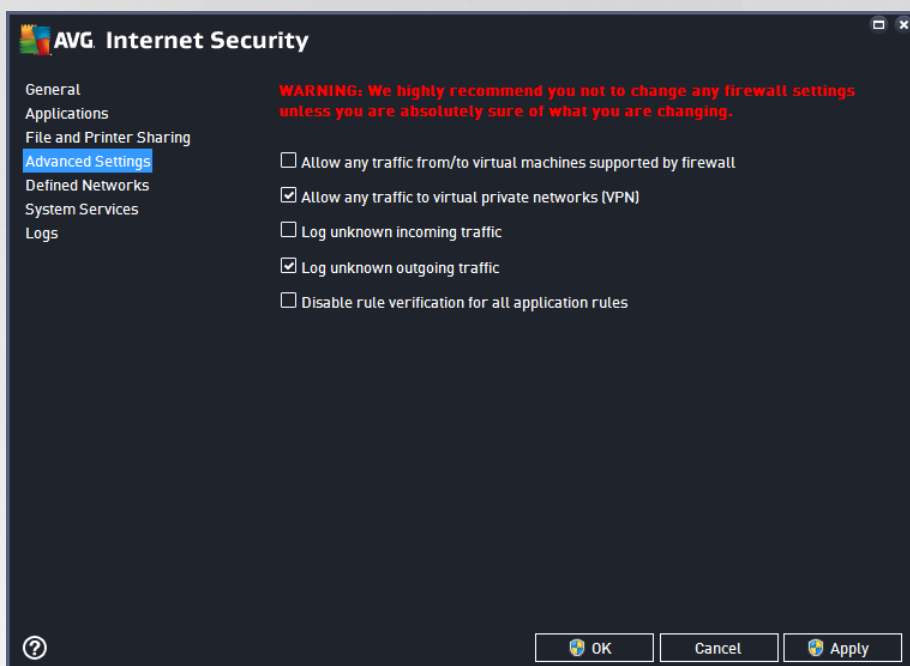 AVG Internet Security
General
Applications
File and Printer Sharing
Advanced Settings
Defined Networks
System Services
Logs
WARNING: We highly recommend you not to change any firewall settings
unless you are absolutely sure of what you are changing.
Allow any traffic from/to virtual machines supported by firewall
Allow any traffic to virtual private networks (VPN)
Log unknown incoming traffic
Log unknown outgoing traffic
Disable rule verification for all application rules
?
OK
Cancel
Apply